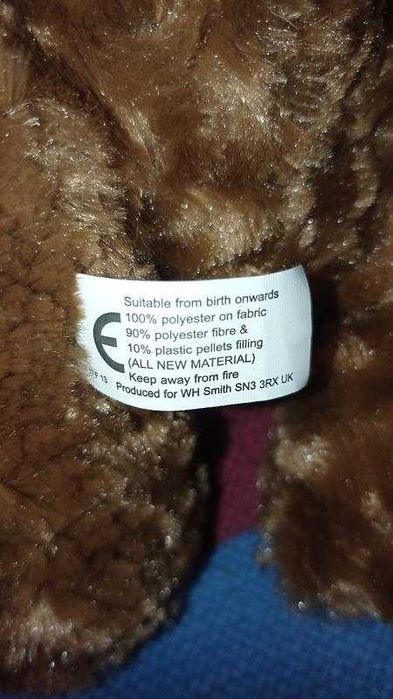 Suitable from birth onwards
100% polyester on fabric
90% polyester fibre &
10% plastic pellets filling
(ALL NEW MATERIAL)
Keep away from fire
Produced for WH Smith SN3 3RX UK
13